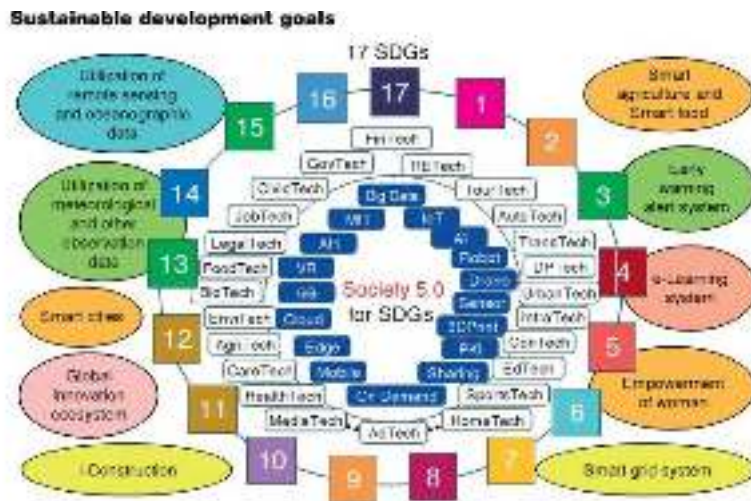 Sustainable development goals
17 SDGs
Utilization of
remote sensing
and oceanographic
data
Utilization of
meteorological
and other
observation
data
Smart cities
Global
innovation
ecosystem
i-Construction
Smart
agriculture and
Smart food
Early
warning
alert system
e-Learning
system
Empowerment
of woman
Smart grid system
17
1
2
3
4
5
6
7
8
9
10
11
12
13
14
15
16
FinTech
RETech
TourTech
AutoTech
TransTech
DP Tech
UrbanTech
InfraTech
ConTech
EdTech
SportsTech
HomeTech
AdTech
MediaTech
HealthTech
CareTech
AgriTech
EnviTech
BioTech
FoodTech
LegalTech
JobTech
CivicTech
GovTech
Big Data
IoT
AI
Robot
Drone
Sensor
3DPrint
Sharing
On Demand
Mobile
Edge
Cloud
5G
VR
AR
Society 5.0
for SDGs